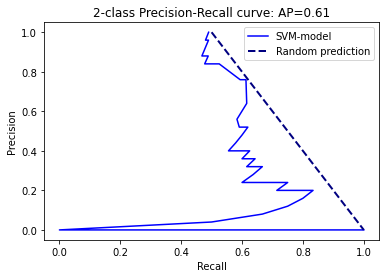 2-class Precision-Recall curve: AP=0.61
SVM-model
Random prediction
Precision
1.0
0.8
0.6
0.4
0.2
0.0
0.0 0.2 0.4 0.6 0.8 1.0
Recall